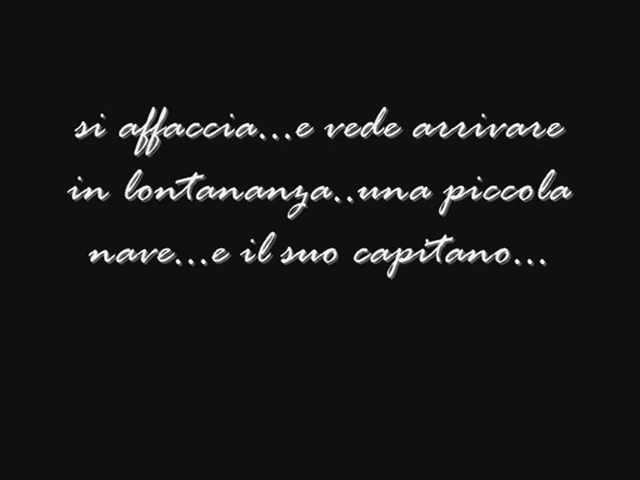 si affaccia...e vede arrivare
in lontananza..una piccola
nave...e il suo capitano...